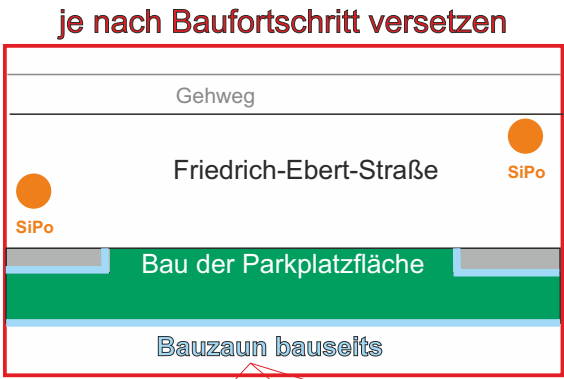 je nach Baufortschritt versetzen
Gehweg
Friedrich-Ebert-Straße
SiPo
SiPo
Bau der Parkplatzfläche
Bauzaun bauseits